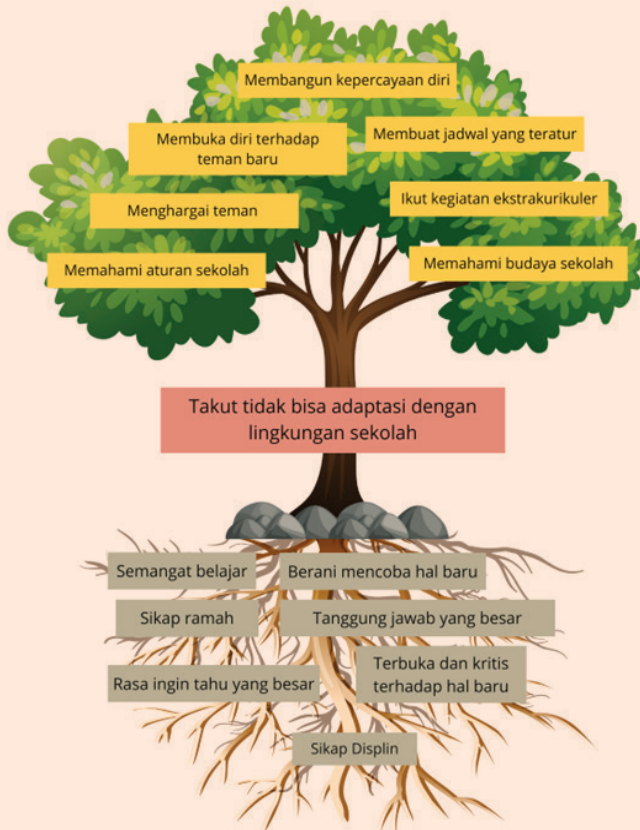 Membangun kepercayaan diri
Membuka diri terhadap
teman baru
Membuat jadwal yang teratur
Menghargai teman
Ikut kegiatan ekstrakurikuler
Memahami aturan sekolah
Memahami budaya sekolah
Takut tidak bisa adaptasi dengan
lingkungan sekolah
Semangat belajar
Berani mencoba hal baru
Sikap ramah
Tanggung jawab yang besar
Rasa ingin tahu yang besar
Terbuka dan kritis
terhadap hal baru
Sikap Displin